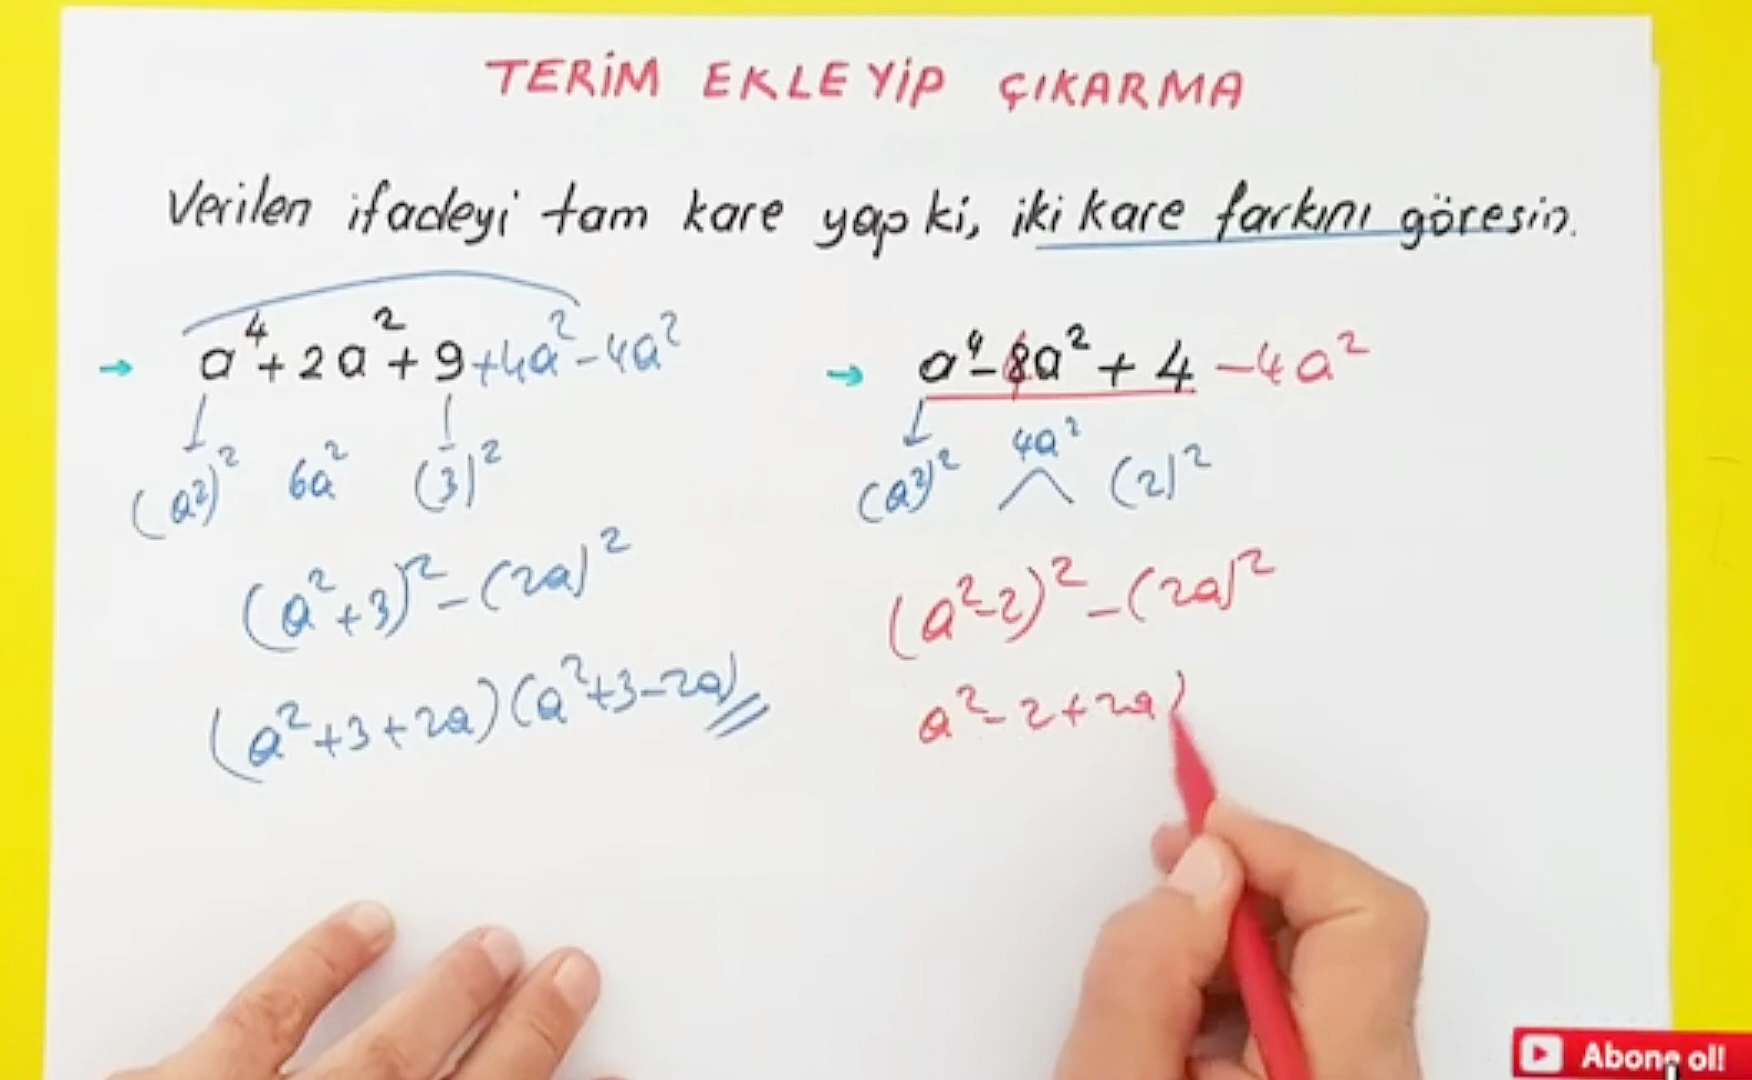 TERİM EKLEYİP ÇIKARMA
Verilen ifadeyi tam kare yap ki, iki kare farkını göresin.
→ a⁴+2a²+9+4a²-4a²
(a²)² 6a² (3)²
(a²+3)²-(2a)²
(a²+3+2a)(a²+3-2a)
→ a⁴-8a²+4-4a²
4a²
(a²)² (2)²
(a²-2)²-(2a)²
a²-2+2a)
Abone ol!